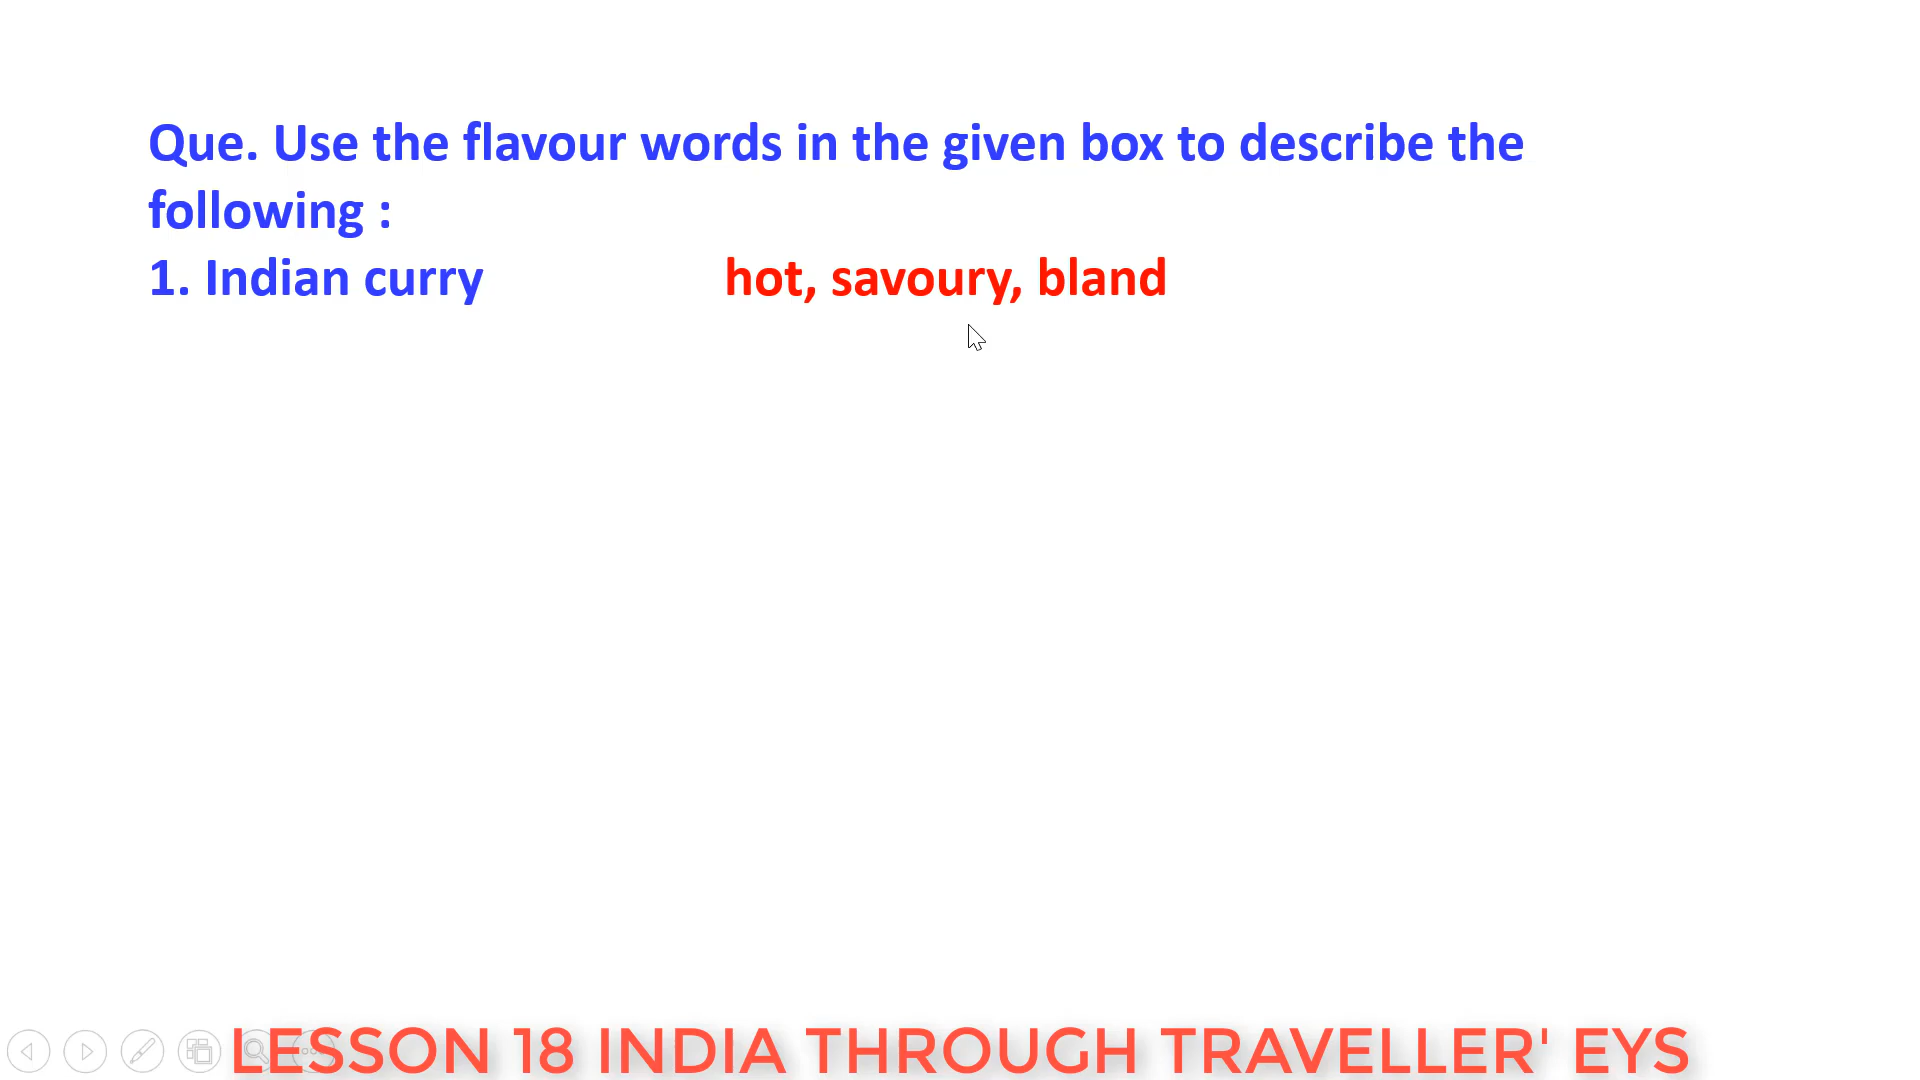 Que. Use the flavour words in the given box to describe the
following :
1. Indian curry hot, savoury, bland
LESSON 18 INDIA THROUGH TRAVELLER' EYS